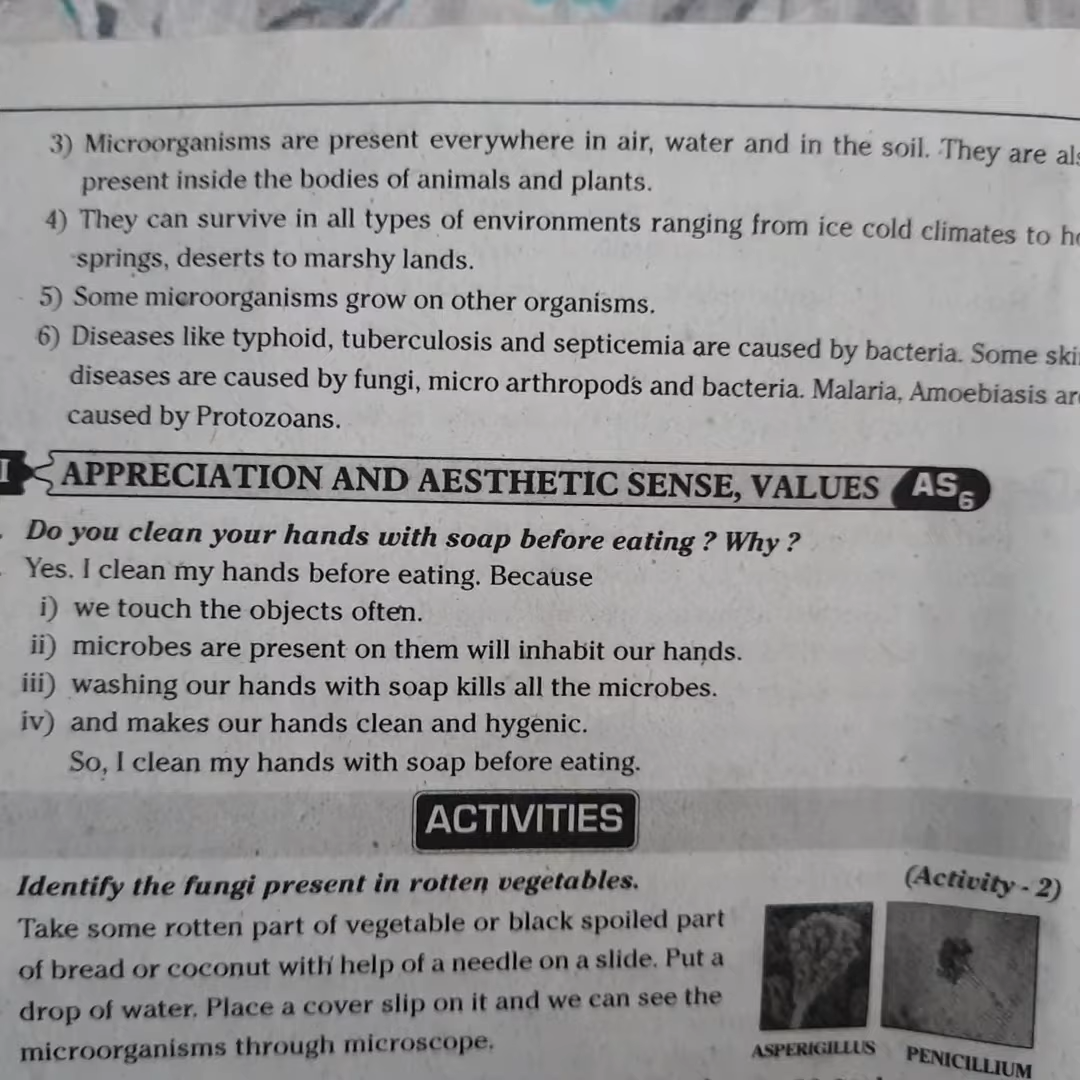 3) Microorganisms are present everywhere in air, water and in the soil. They are
present inside the bodies of animals and plants.
4) They can survive in all types of environments ranging from ice cold climates to
springs, deserts to marshy lands.
5) Some microorganisms grow on other organisms.
6) Diseases like typhoid, tuberculosis and septicemia are caused by bacteria. Some
diseases are caused by fungi, micro arthropods and bacteria. Malaria, Amoebiasis
caused by Protozoans.
APPRECIATION AND AESTHETIC SENSE, VALUES AS6
Do you clean your hands with soap before eating ? Why ?
Yes. I clean my hands before eating. Because
i) we touch the objects often.
ii) microbes are present on them will inhabit our hands.
iii) washing our hands with soap kills all the microbes.
iv) and makes our hands clean and hygenic.
So, I clean my hands with soap before eating.
ACTIVITIES
Identify the fungi present in rotten vegetables. (Activity - 2)
Take some rotten part of vegetable or black spoiled part
of bread or coconut with help of a needle on a slide. Put a
drop of water. Place a cover slip on it and we can see the
microorganisms through microscope.
ASPERIGILLUS PENICILLIUM